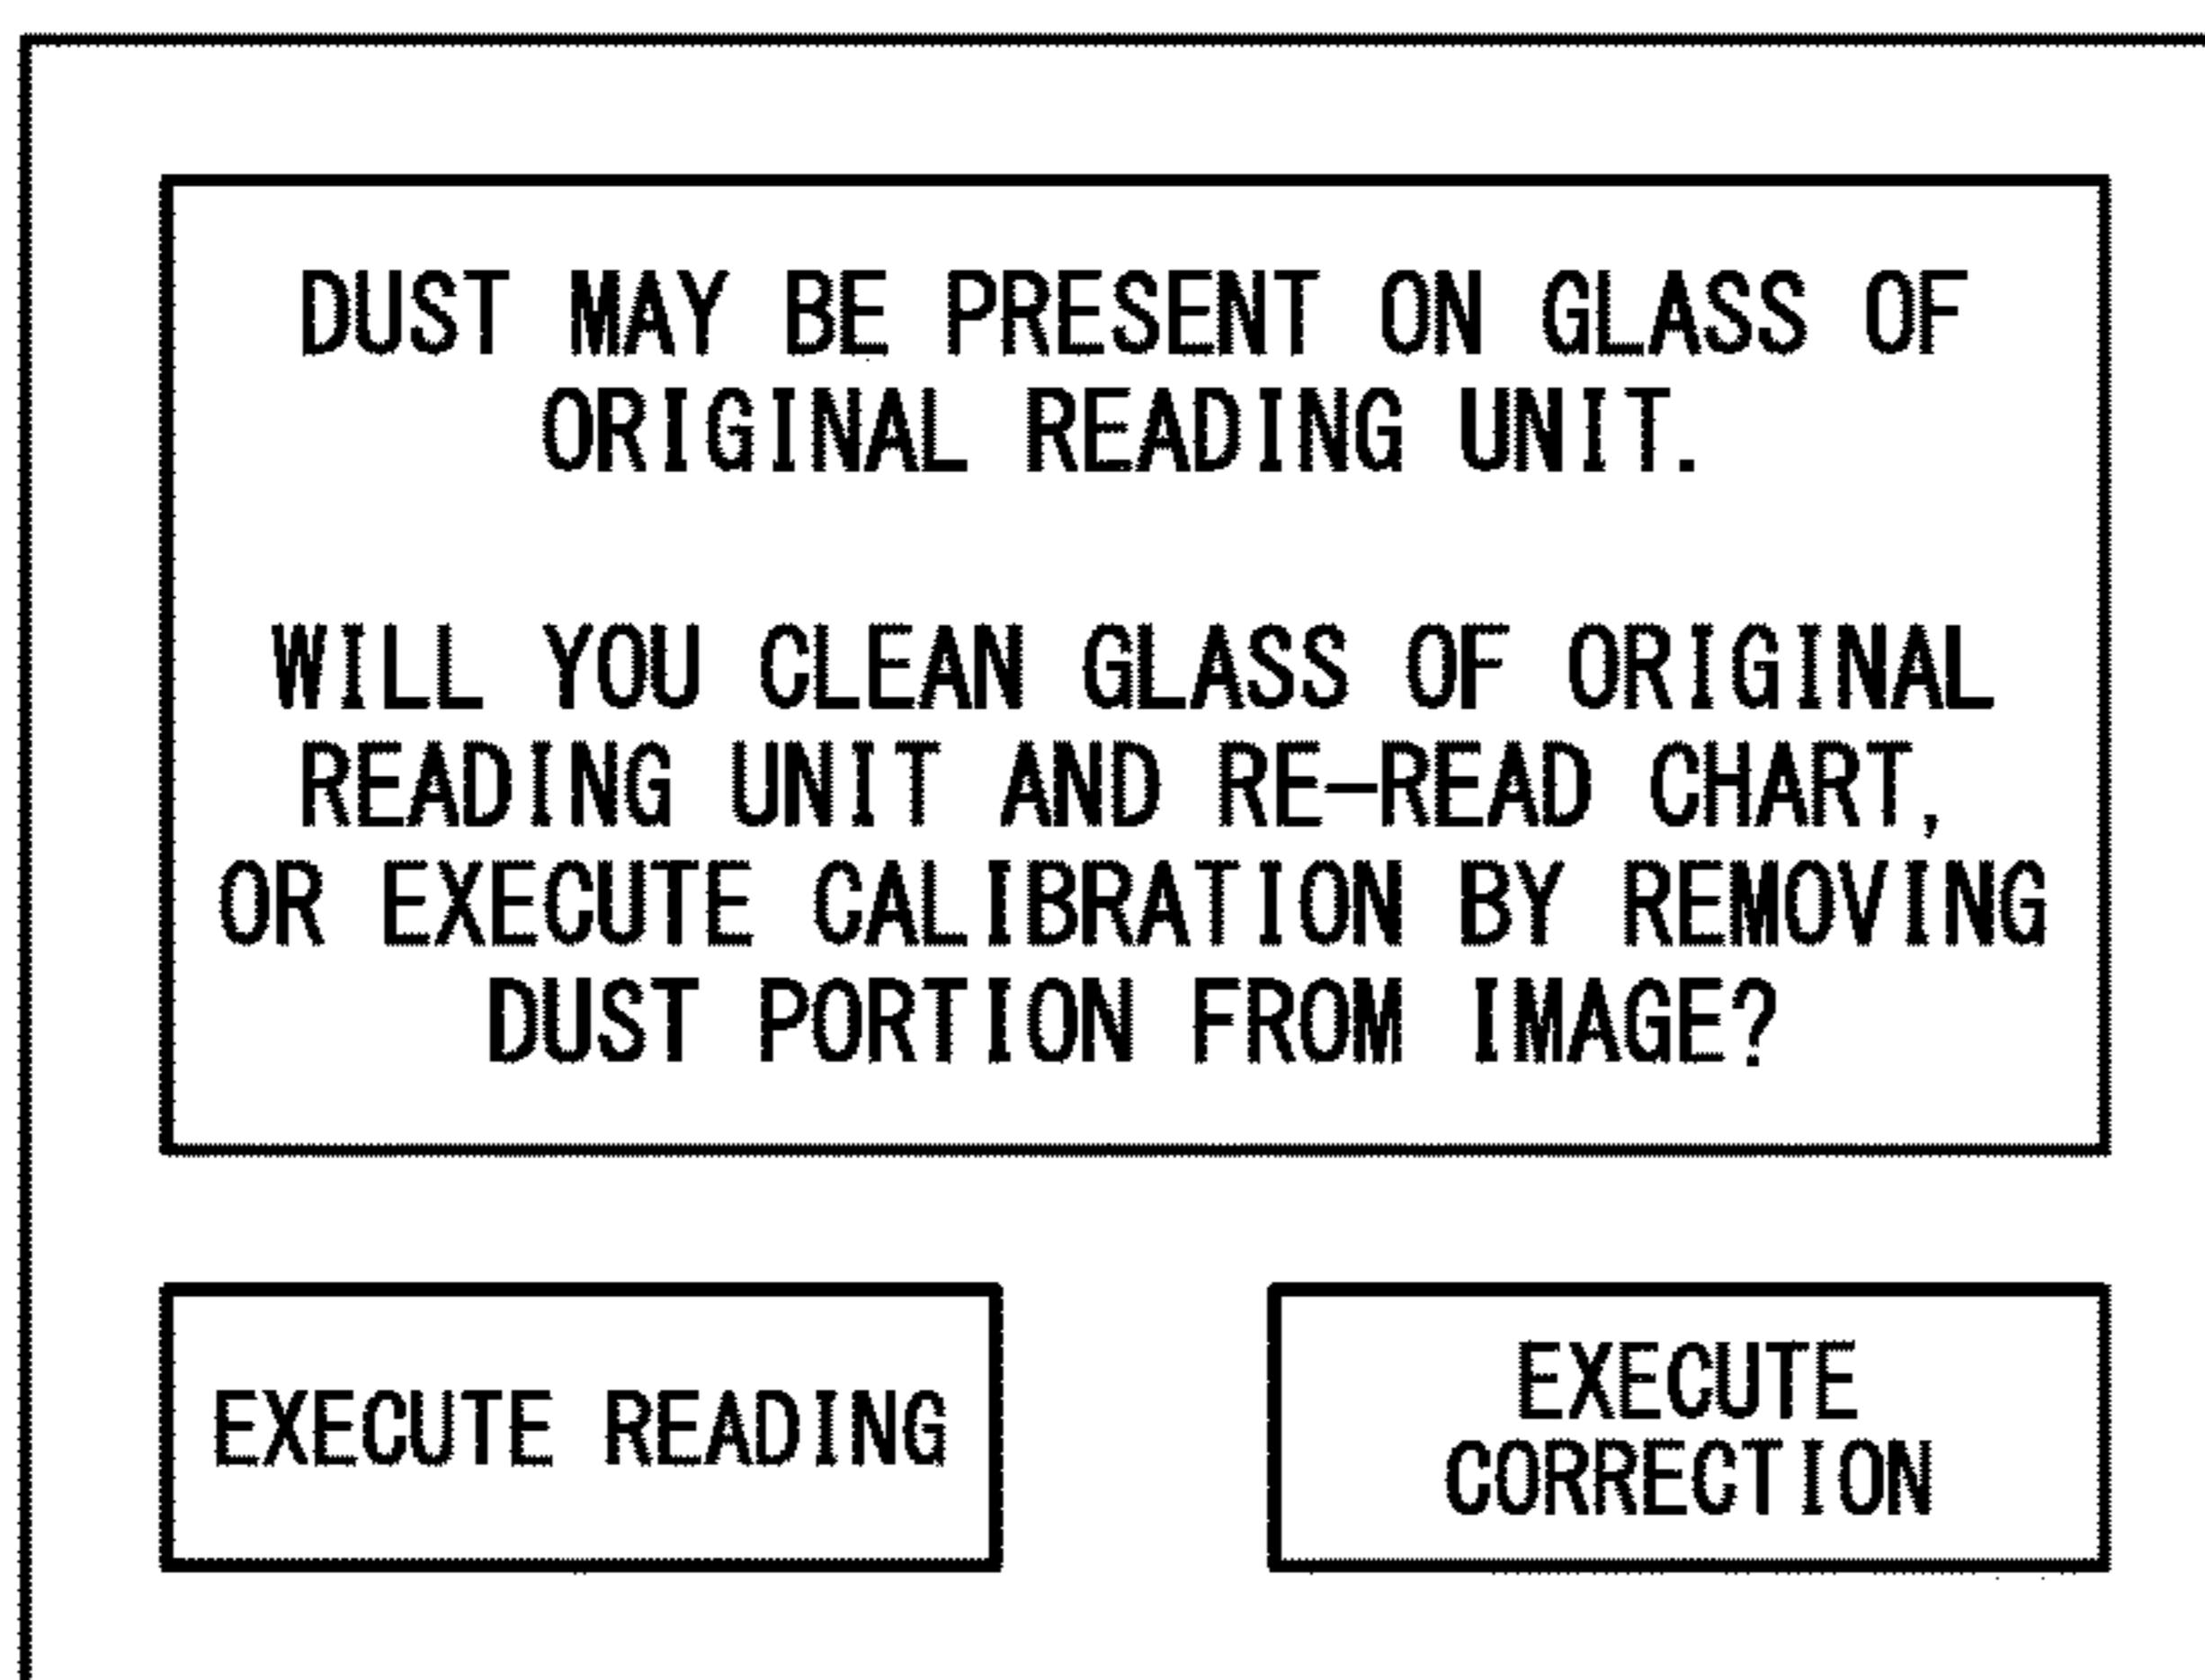 DUST MAY BE PRESENT ON GLASS OF
ORIGINAL READING UNIT.
WILL YOU CLEAN GLASS OF ORIGINAL
READING UNIT AND RE-READ CHART,
OR EXECUTE CALIBRATION BY REMOVING
DUST PORTION FROM IMAGE?
EXECUTE READING
EXECUTE
CORRECTION